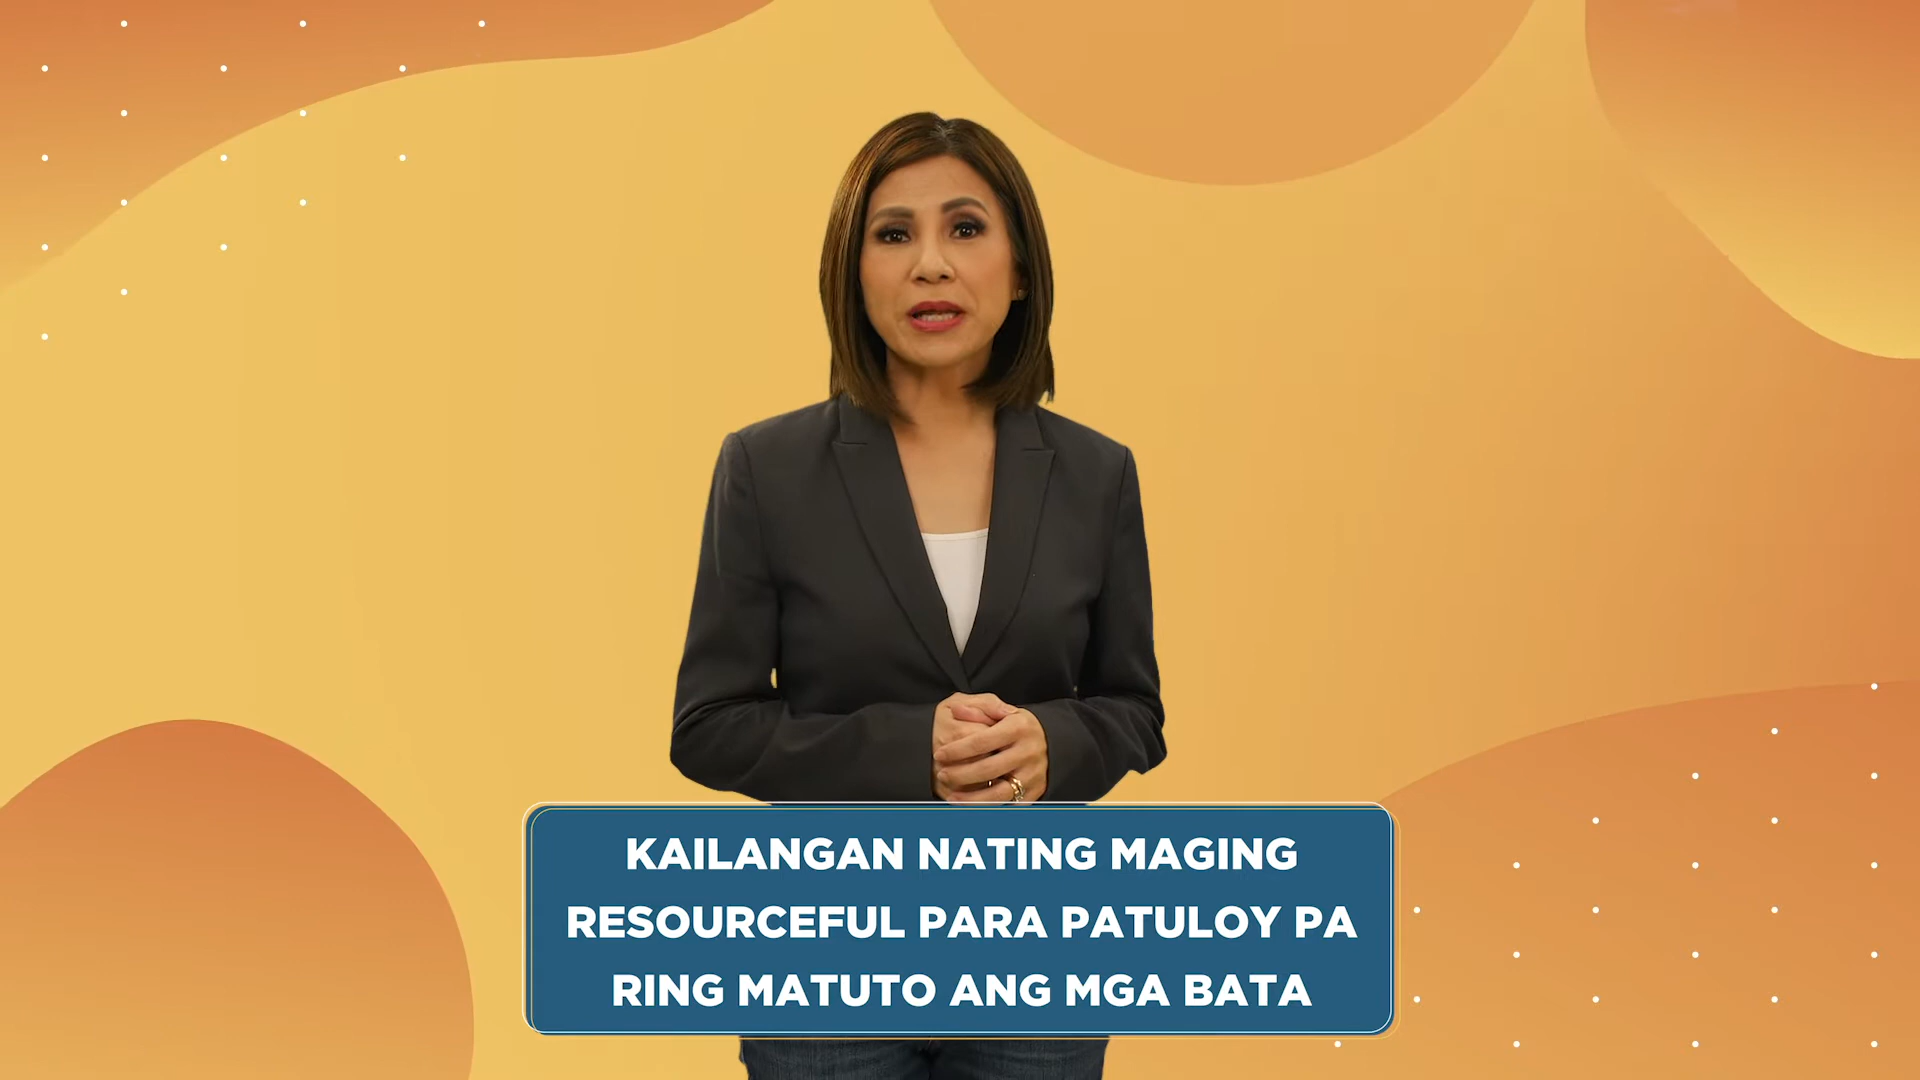 KAILANGAN NATING MAGING
RESOURCEFUL PARA PATULOY PA
RING MATUTO ANG MGA BATA